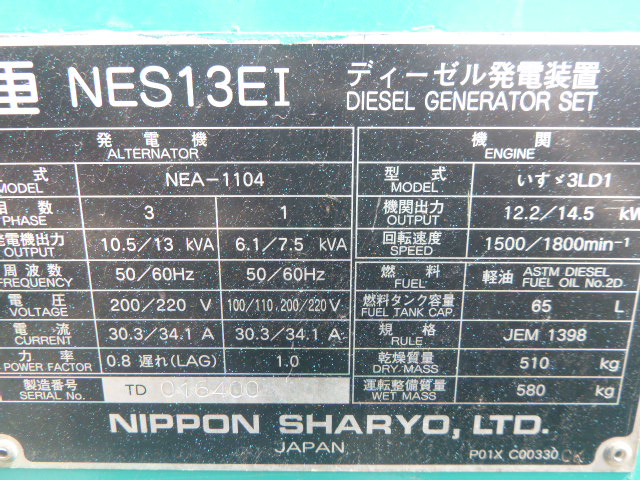 車 NES13EI ディーゼル発電装置
DIESEL GENERATOR SET
発電機
ALTERNATOR
式
MODEL NEA-1104
相数
PHASE 3 1
発電機出力
OUTPUT 10.5/13 kVA 6.1/7.5 kVA
周波数
FREQUENCY 50/60Hz 50/60Hz
電圧
VOLTAGE 200/220 V 100/110,200/220V
電流
CURRENT 30.3/34.1 A 30.3/34.1 A
力率
POWER FACTOR 0.8 遅れ(LAG) 1.0
製造番号
SERIAL No. TD 016400
機関
ENGINE
型式
MODEL いすゞ3LD1
機関出力
OUTPUT 12.2/14.5 kW
回転速度
SPEED 1500/1800min⁻¹
燃料
FUEL 軽油 ASTM DIESEL
FUEL OIL No.2D
燃料タンク容量
FUEL TANK CAP. 65 L
規格
RULE JEM 1398
乾燥質量
DRY MASS 510 kg
運転整備質量
WET MASS 580 kg
NIPPON SHARYO, LTD.
JAPAN
P01X C00330